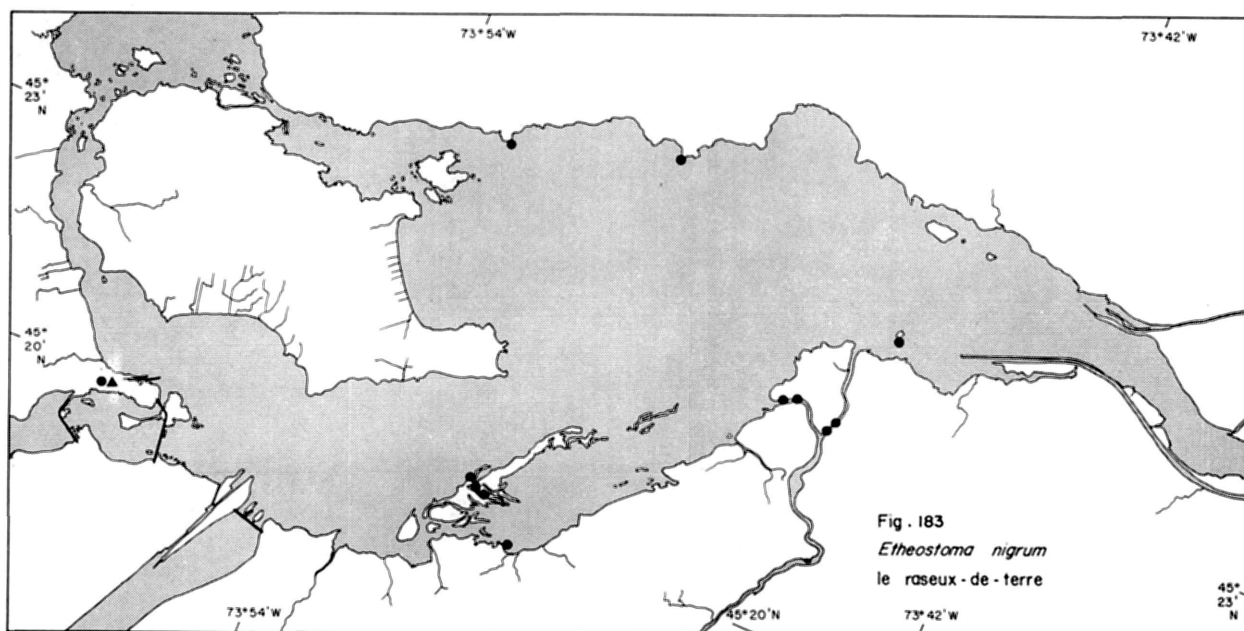 73°54'W
73°42'W
45°
23'
N
45°
20'
N
Fig. 183
Etheostoma nigrum
le raseux-de-terre
45°
23'
N
73°54'W
45°20'N
73°42'W